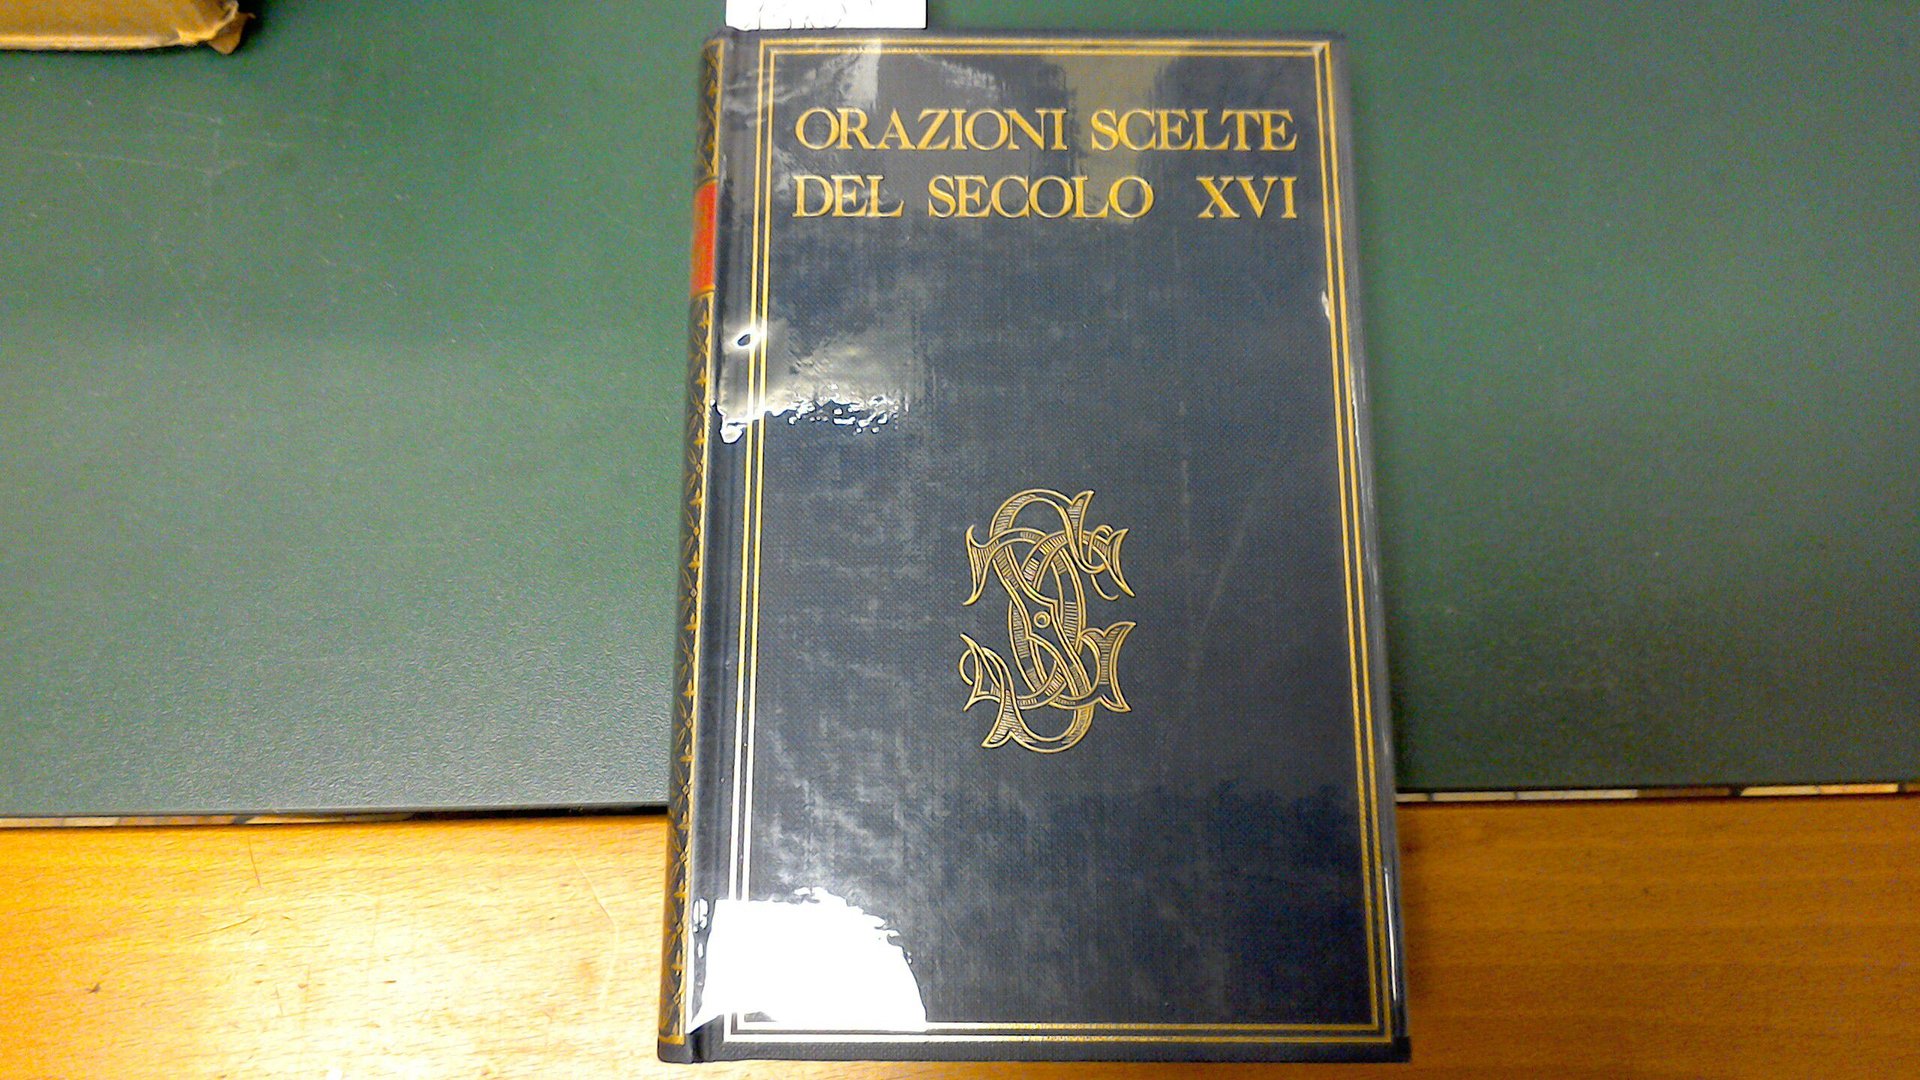 ORAZIONI SCELTE
DEL SECOLO XVI